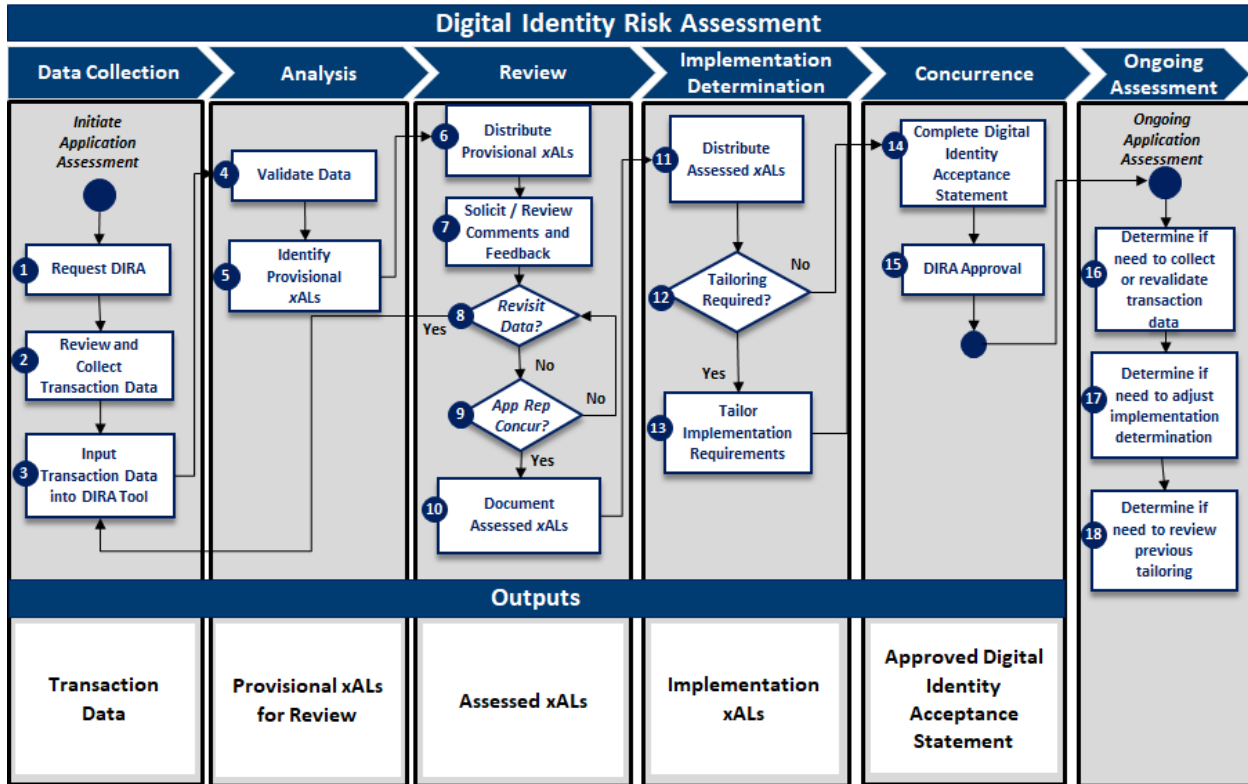 Digital Identity Risk Assessment
Data Collection
Analysis
Review
Implementation
Determination
Concurrence
Ongoing
Assessment
Initiate
Application
Assessment
1
Request DIRA
2
Review and
Collect
Transaction Data
3
Input
Transaction Data
into DIRA Tool
4
Validate Data
5
Identify
Provisional
xALs
6
Distribute
Provisional xALs
7
Solicit / Review
Comments and
Feedback
8
Revisit
Data?
Yes
No
9
App Rep
Concur?
No
Yes
10
Document
Assessed xALs
11
Distribute
Assessed xALs
12
Tailoring
Required?
No
Yes
13
Tailor
Implementation
Requirements
14
Complete Digital
Identity
Acceptance
Statement
15
DIRA Approval
Ongoing
Application
Assessment
16
Determine if
need to collect
or revalidate
transaction
data
17
Determine if
need to adjust
implementation
determination
18
Determine if
need to review
previous
tailoring
Outputs
Transaction
Data
Provisional xALs
for Review
Assessed xALs
Implementation
xALs
Approved Digital
Identity
Acceptance
Statement